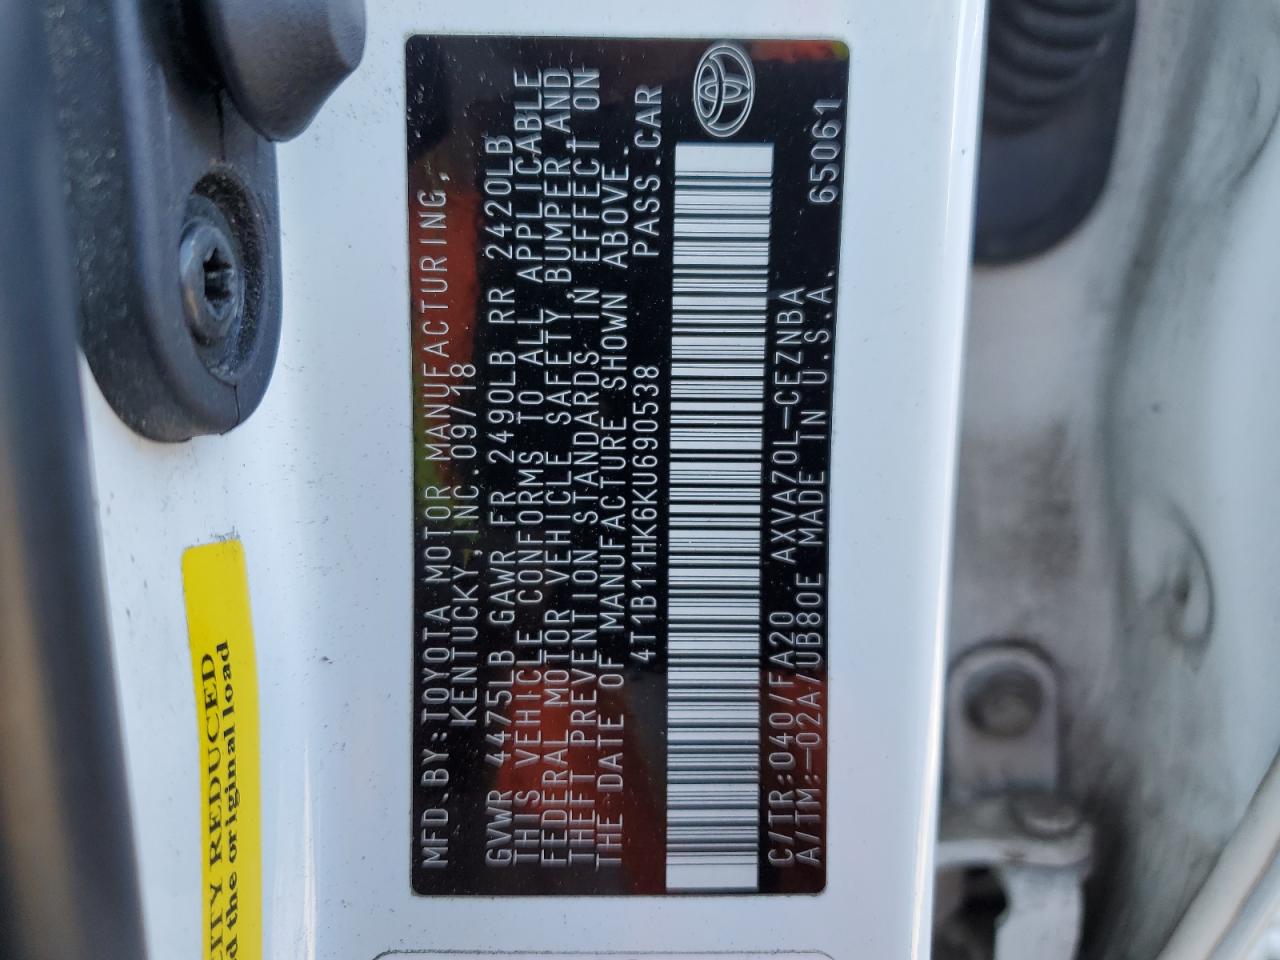 MFD.BY:TOYOTA MOTOR MANUFACTURING,
KENTUCKY,INC.09/18
GVWR 4475LB GAWR FR 2490LB RR 2420LB
THIS VEHICLE CONFORMS TO ALL APPLICABLE
FEDERAL MOTOR VEHICLE SAFETY,BUMPER AND
THEFT PREVENTION STANDARDS IN EFFECT ON
THE DATE OF MANUFACTURE SHOWN ABOVE.
4T1B11HK6KU690538 PASS.CAR
C/TR:040/FA20 AXVA70L-CEZNBA
A/TM:-02A/UB80E MADE IN U.S.A. 65061
REDUCED
the original load